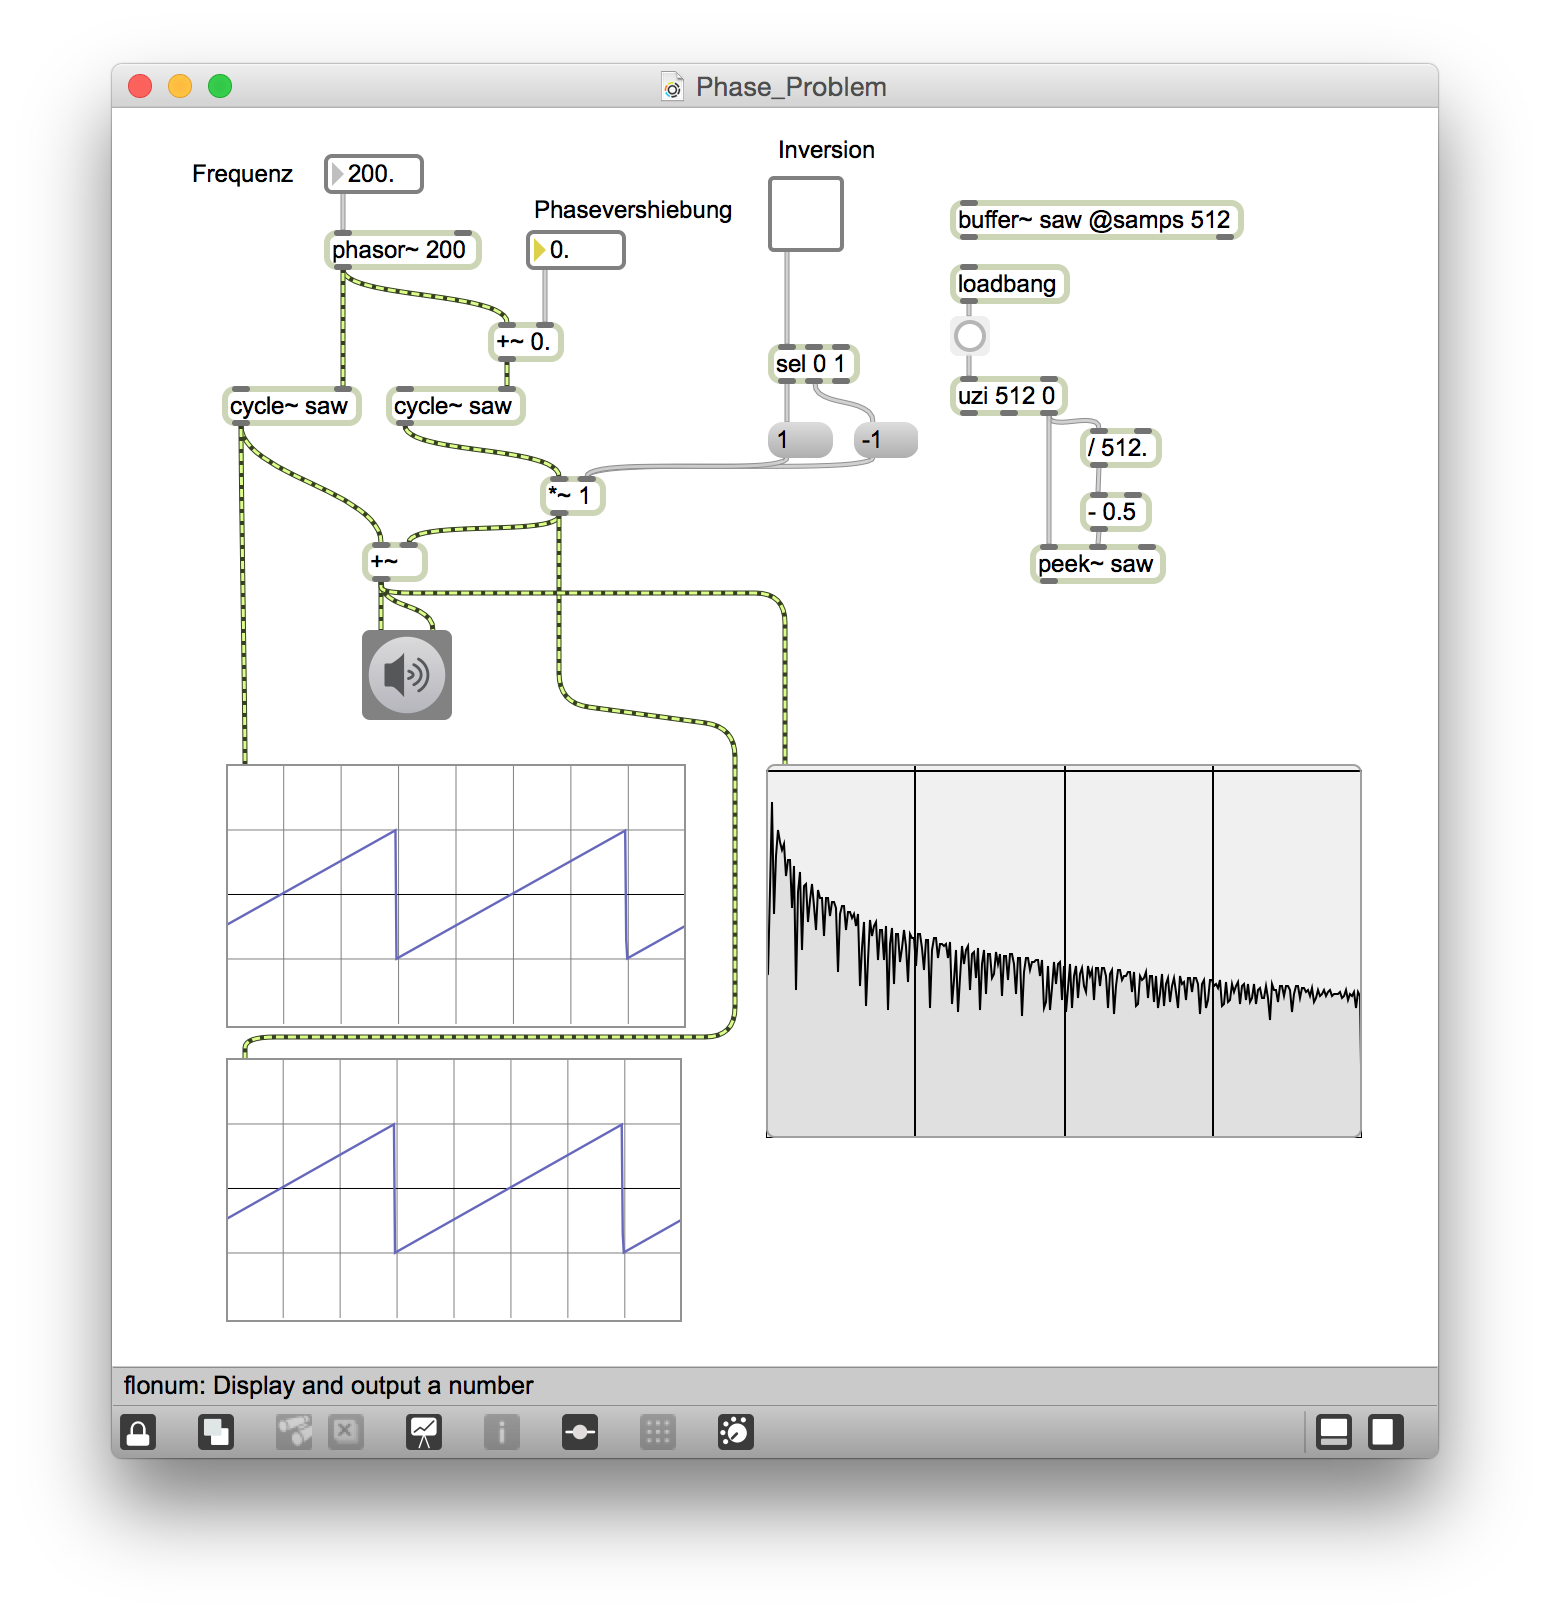 Phase_Problem
Inversion
Frequenz
200.
Phasevershiebung
buffer~ saw @samps 512
phasor~ 200
0.
loadbang
+~ 0.
sel 0 1
uzi 512 0
cycle~ saw
cycle~ saw
1
-1
/ 512.
*~ 1
- 0.5
+~
peek~ saw
flonum: Display and output a number